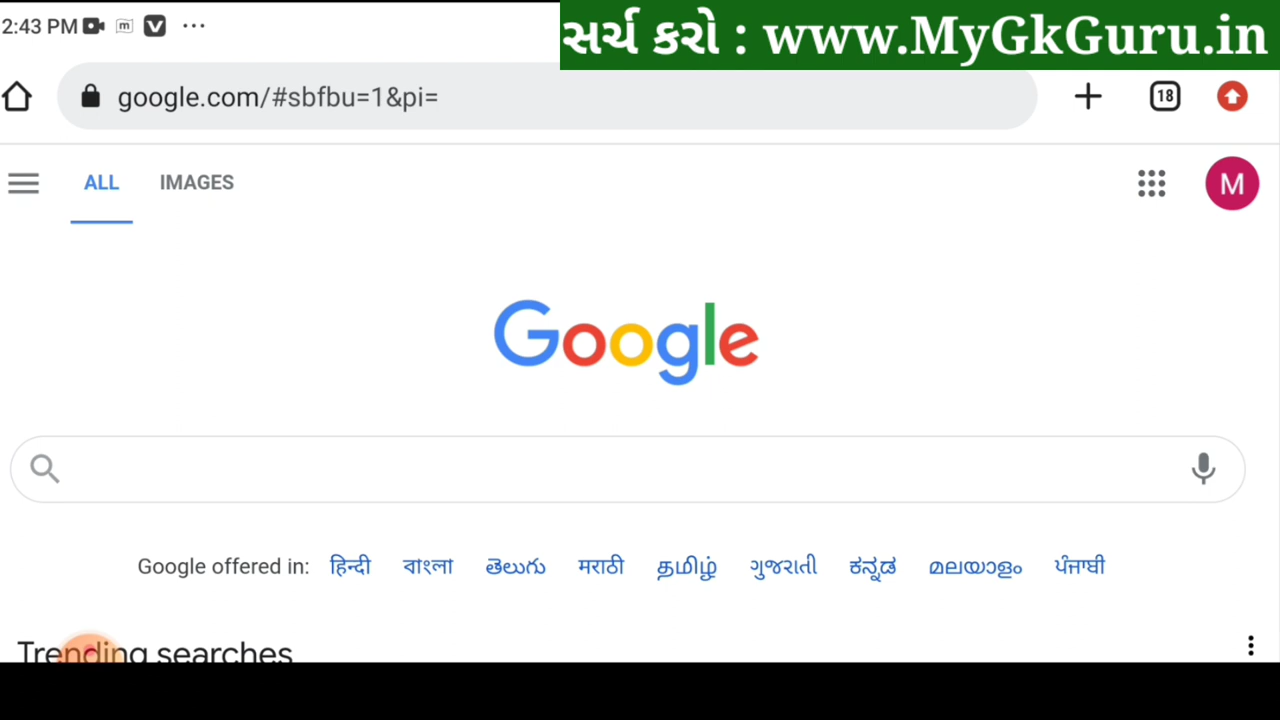 2:43 PM m V ...
સર્ચ કરો : www.MyGkGuru.in
google.com/#sbfbu=1&pi=
18
ALL IMAGES
M
Google
Google offered in: हिन्दी বাংলা తెలుగు मराठी தமிழ் ગુજરાતી ಕನ್ನಡ മലയാളം ਪੰਜਾਬੀ
Trending searches